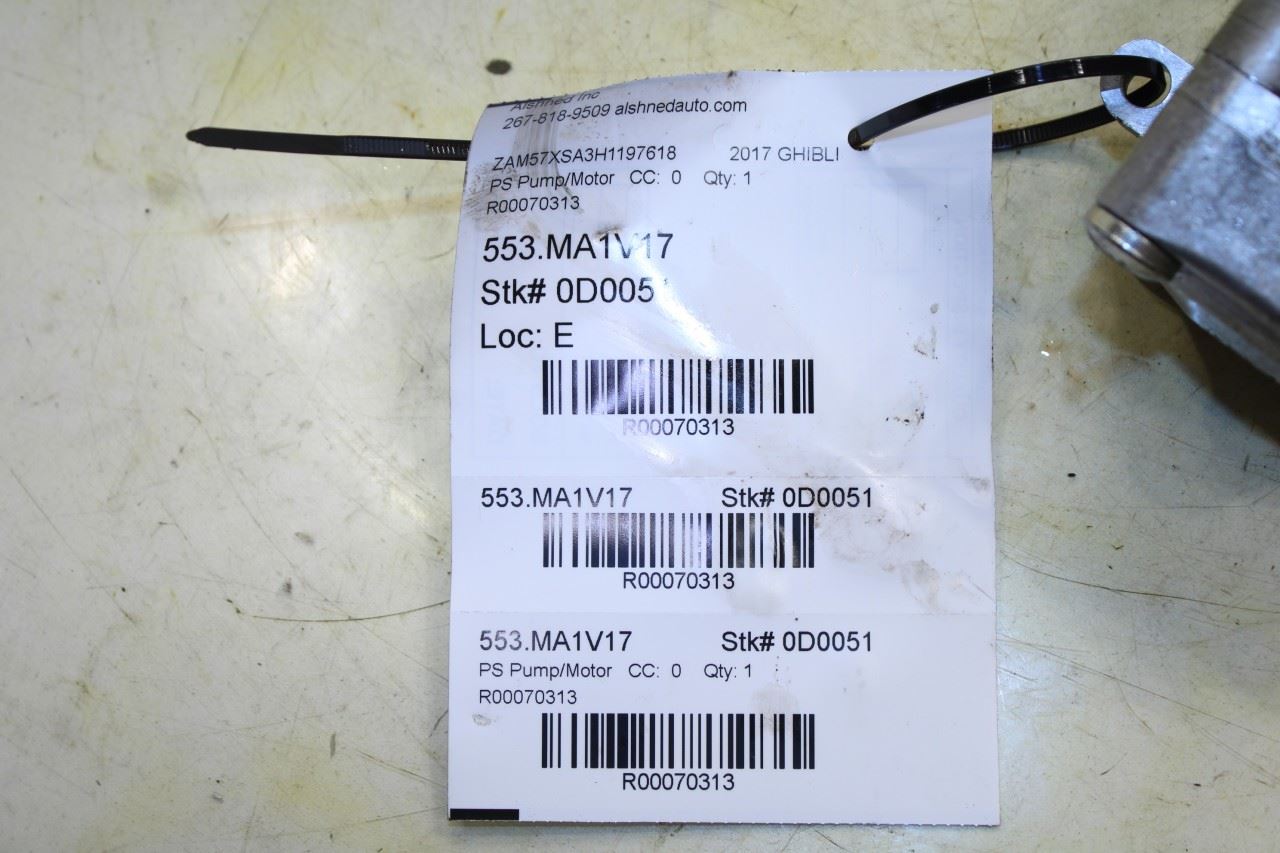 Alshned Inc
267-818-9509 alshnedauto.com
ZAM57XSA3H1197618 2017 GHIBLI
PS Pump/Motor CC: 0 Qty: 1
R00070313
553.MA1V17
Stk# 0D0051
Loc: E
R00070313
553.MA1V17 Stk# 0D0051
R00070313
553.MA1V17 Stk# 0D0051
PS Pump/Motor CC: 0 Qty: 1
R00070313
R00070313